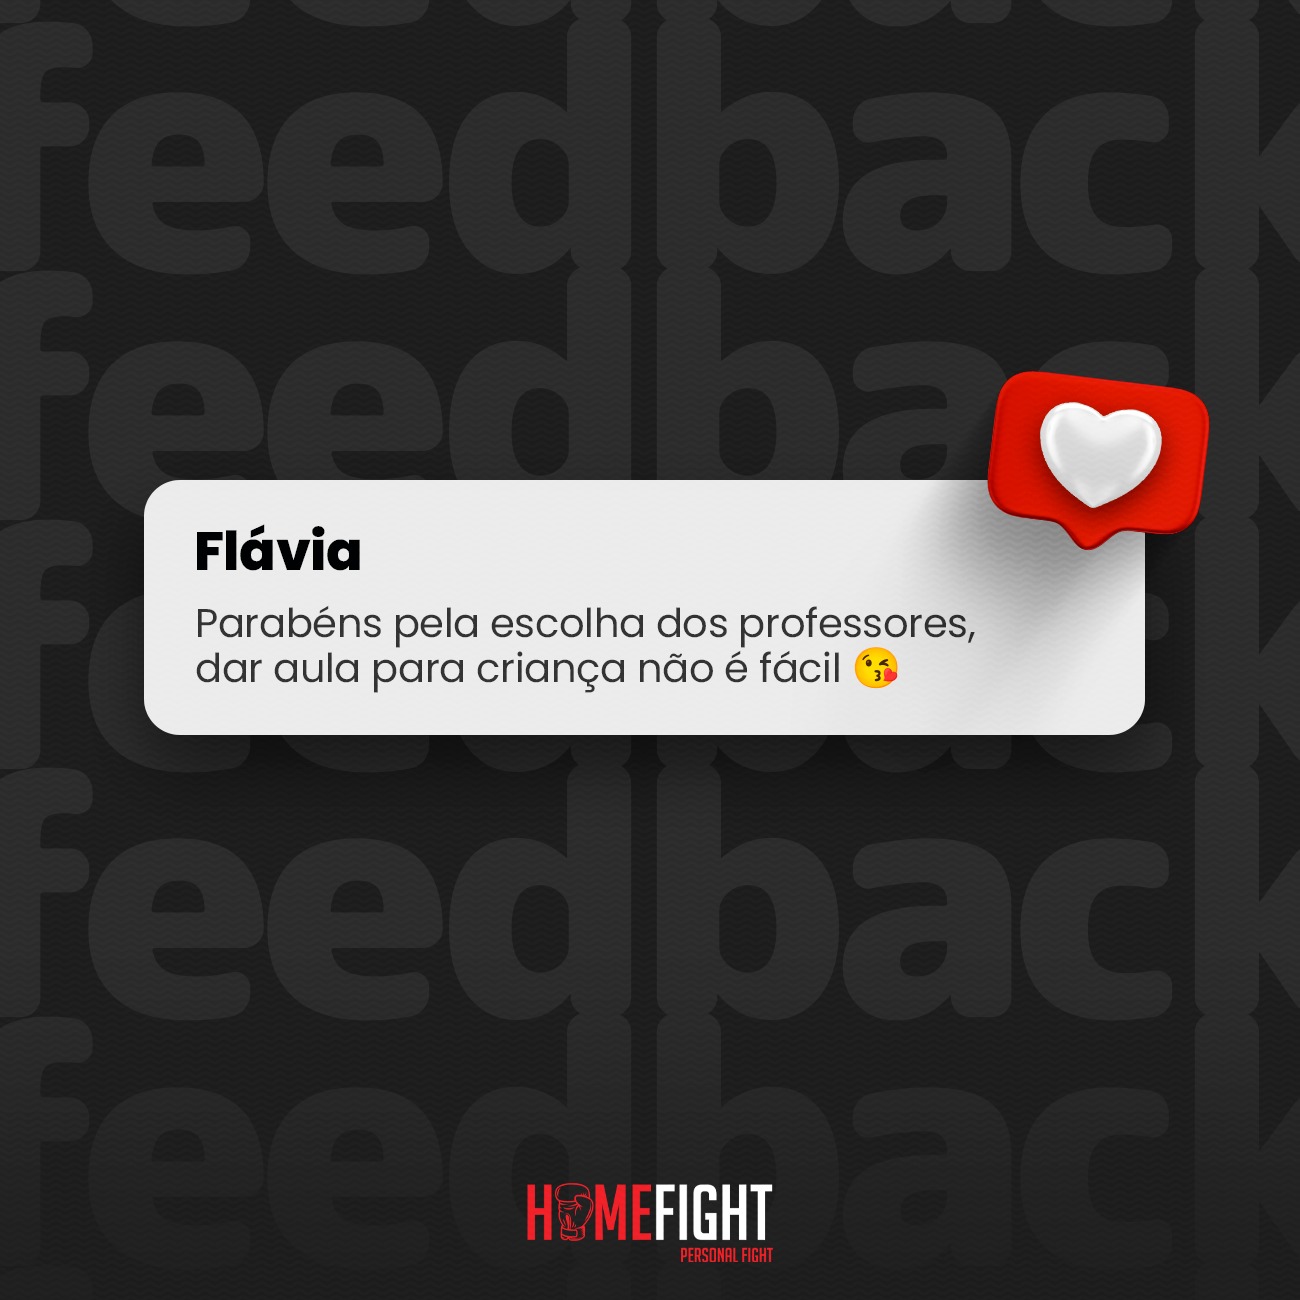 feedback
feedback
Flávia
Parabéns pela escolha dos professores,
dar aula para criança não é fácil 😘
feedback
feedback
HOMEFIGHT
PERSONAL FIGHT